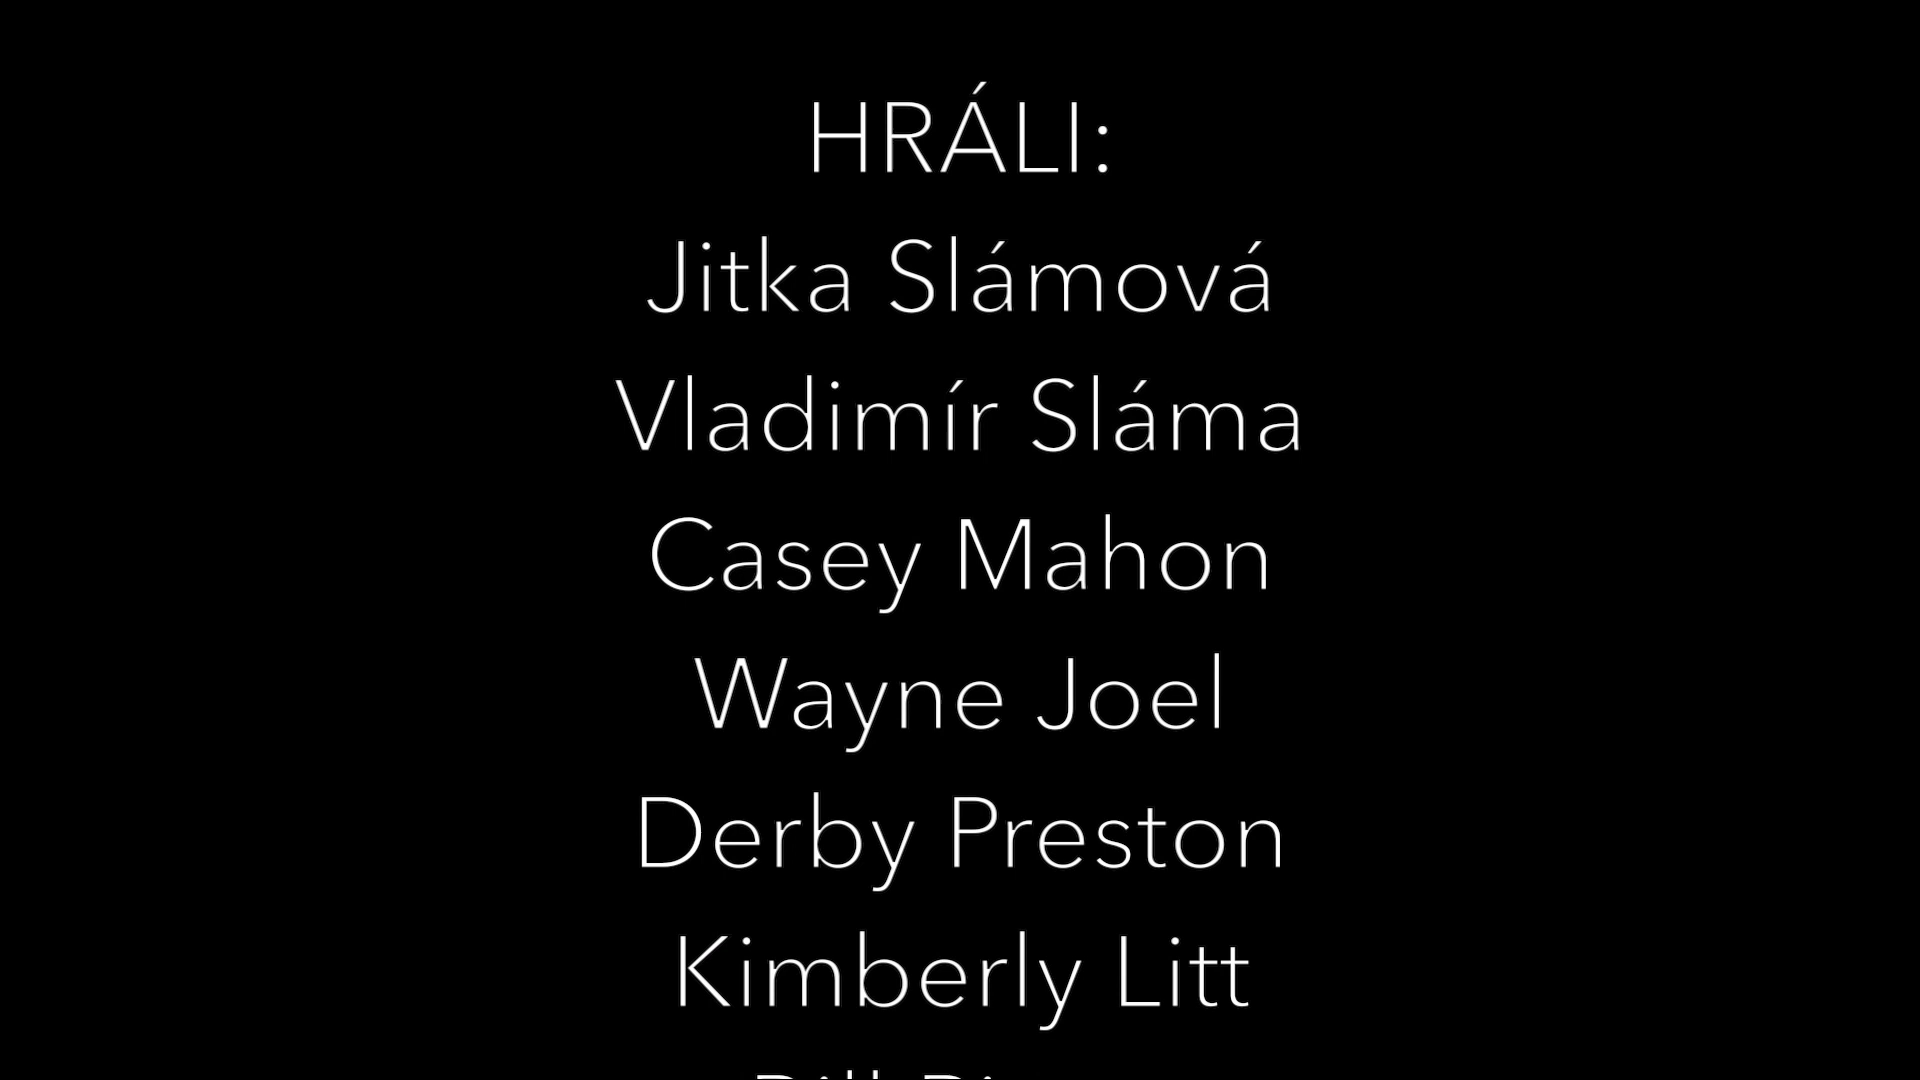 HRÁLI:
Jitka Slámová
Vladimír Sláma
Casey Mahon
Wayne Joel
Derby Preston
Kimberly Litt